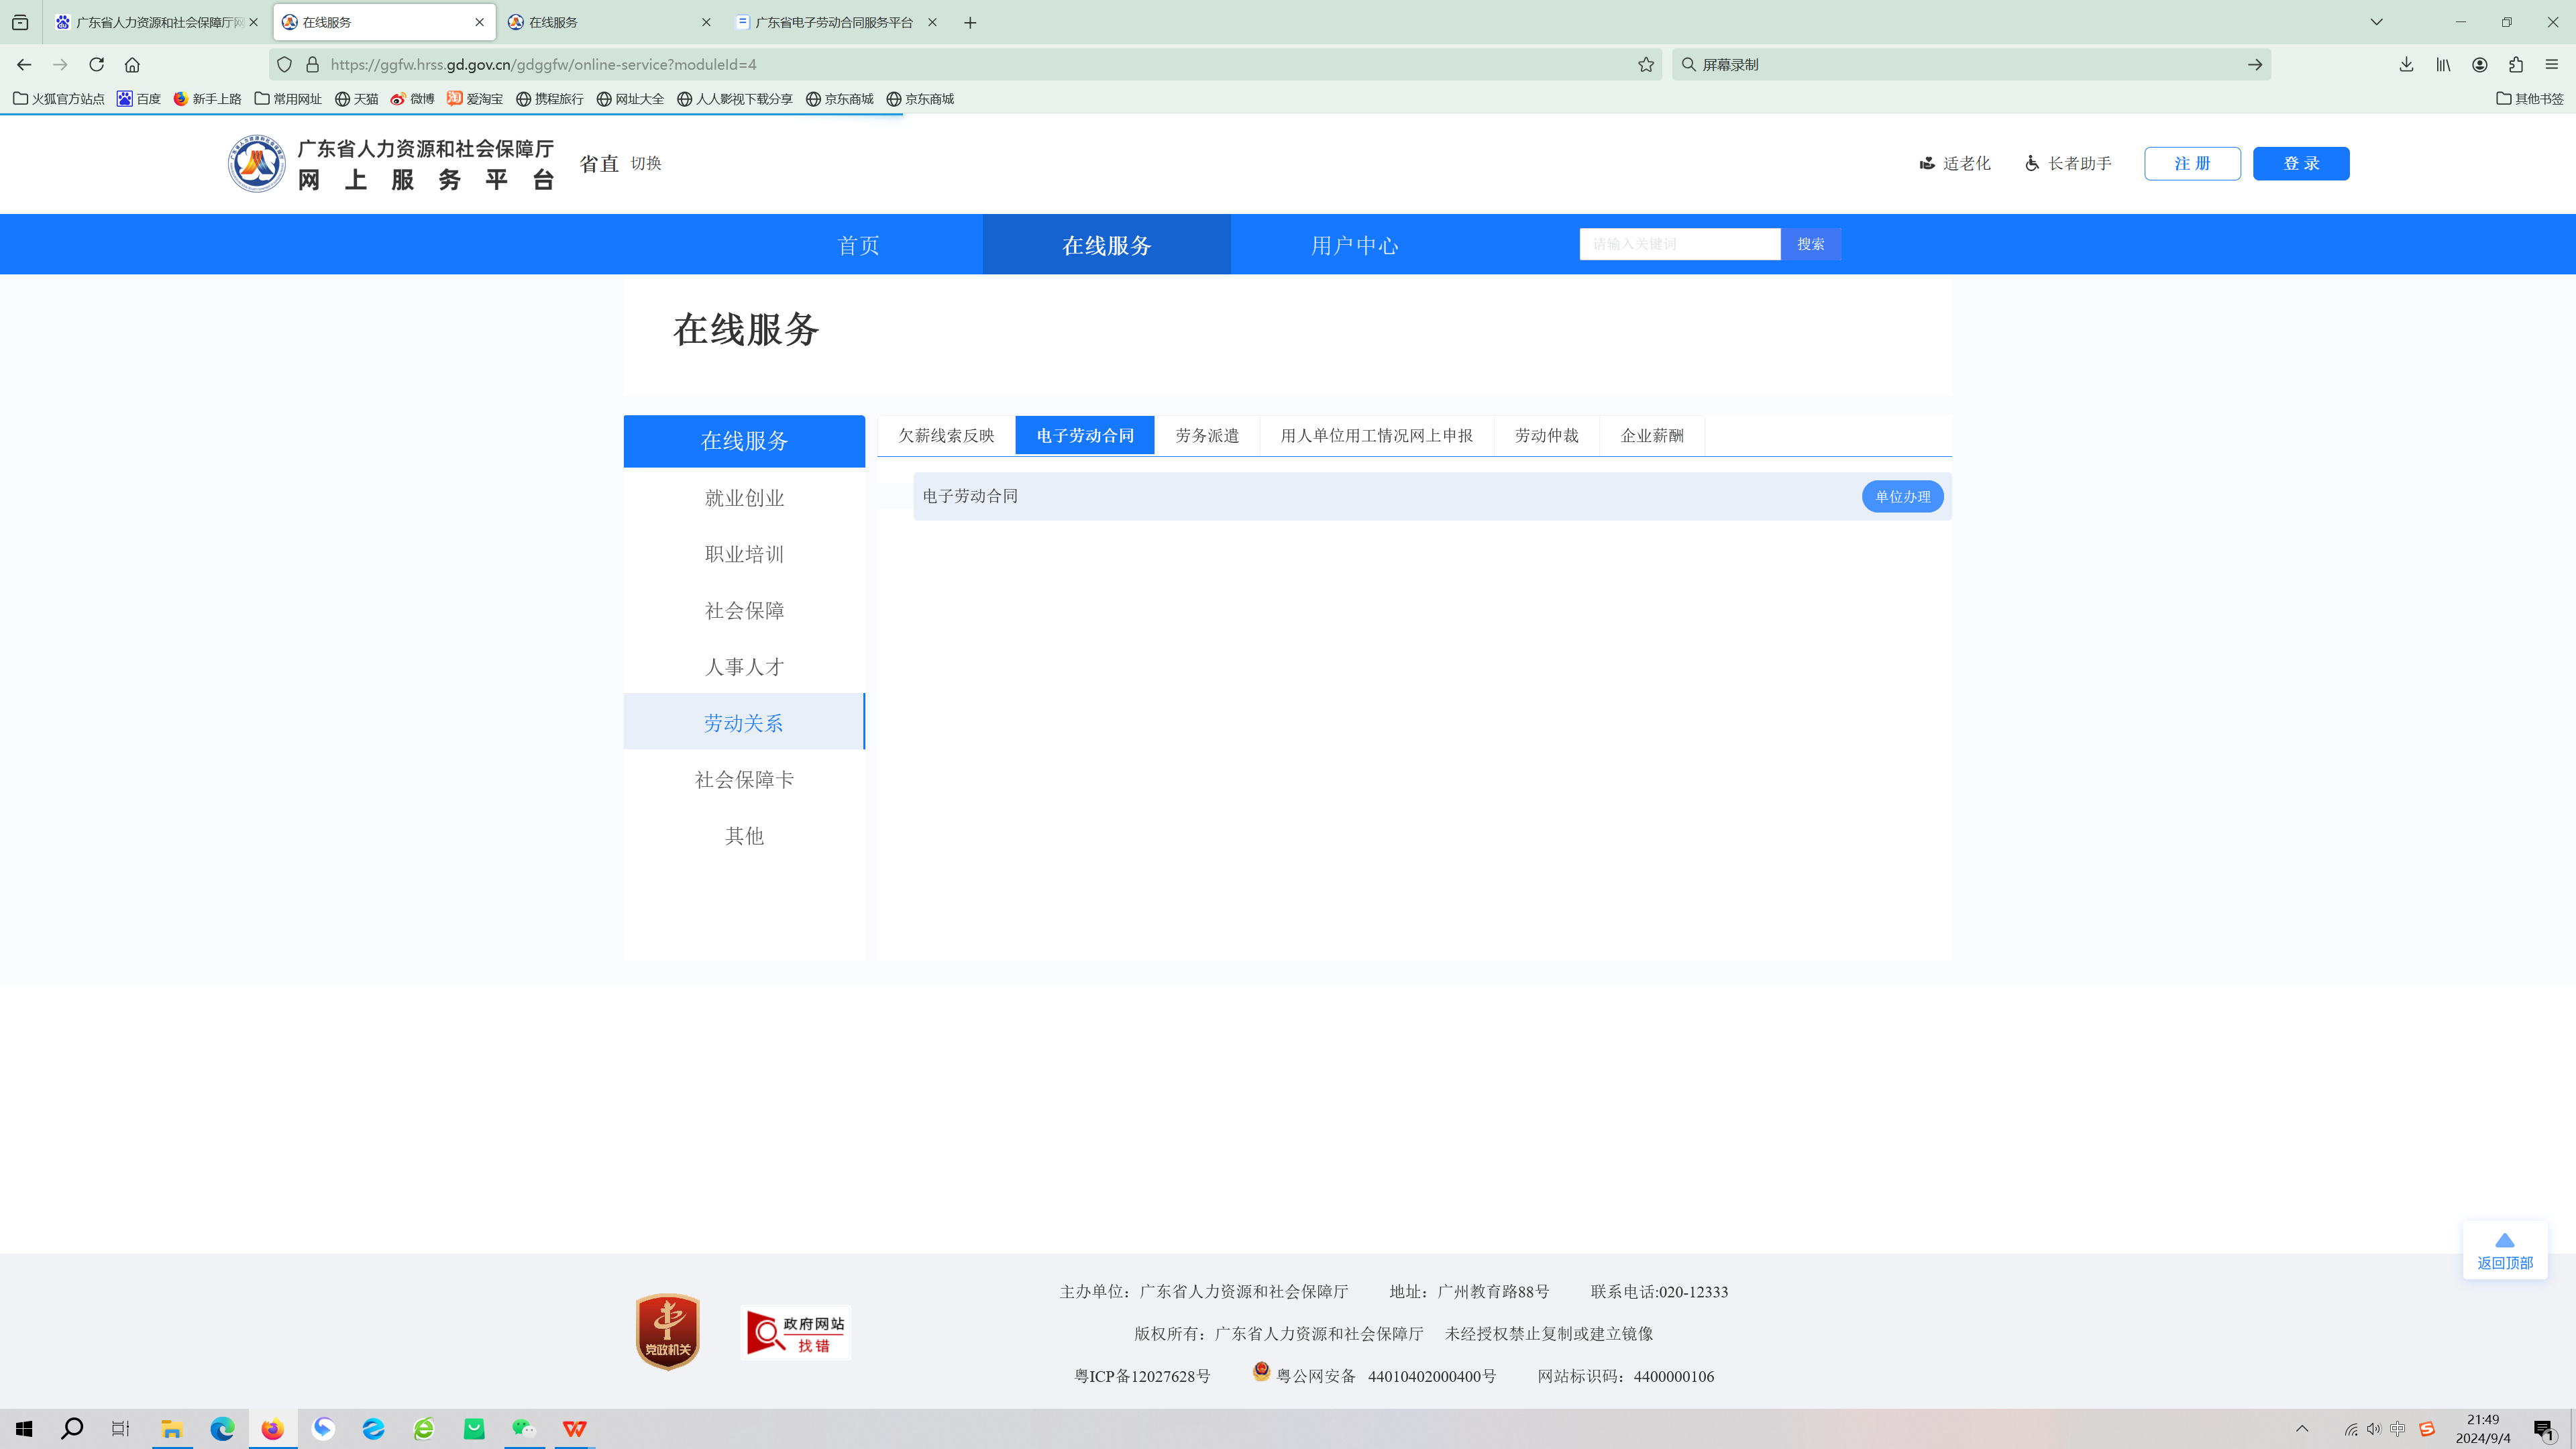 广东省人力资源和社会保障厅网
在线服务
在线服务
广东省电子劳动合同服务平台
https://ggfw.hrss.gd.gov.cn/gdggfw/online-service?moduleId=4
屏幕录制
火狐官方站点
百度
新手上路
常用网址
天猫
微博
爱淘宝
携程旅行
网址大全
人人影视下载分享
京东商城
京东商城
其他书签
广东省人力资源和社会保障厅
网上服务平台
省直 切换
适老化
长者助手
注册
登录
首页
在线服务
用户中心
请输入关键词
搜索
在线服务
在线服务
就业创业
职业培训
社会保障
人事人才
劳动关系
社会保障卡
其他
欠薪线索反映
电子劳动合同
劳务派遣
用人单位用工情况网上申报
劳动仲裁
企业薪酬
电子劳动合同
单位办理
返回顶部
党政机关
政府网站
找错
主办单位：广东省人力资源和社会保障厅 地址：广州教育路88号 联系电话:020-12333
版权所有：广东省人力资源和社会保障厅 未经授权禁止复制或建立镜像
粤ICP备12027628号 粤公网安备 44010402000400号 网站标识码：4400000106
中
21:49
2024/9/4
1